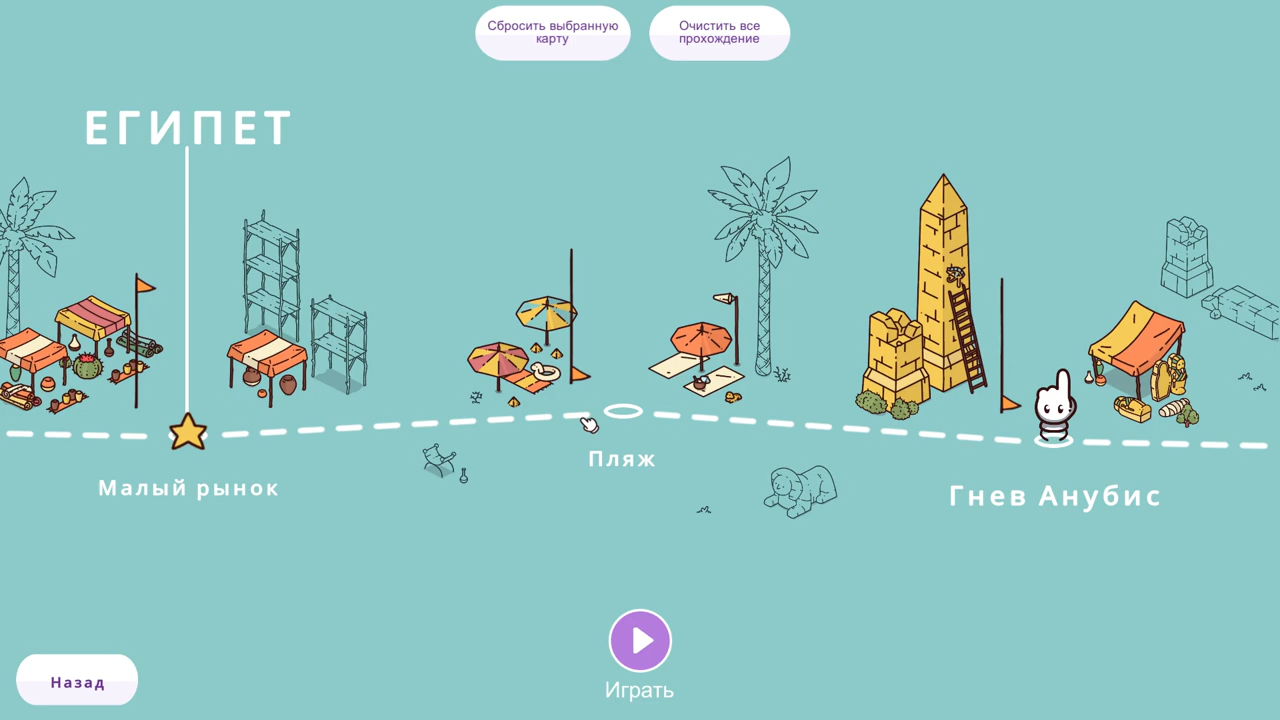 Сбросить выбранную
карту
Очистить все
прохождение
ЕГИПЕТ
Малый рынок
Пляж
Гнев Анубис
Играть
Назад